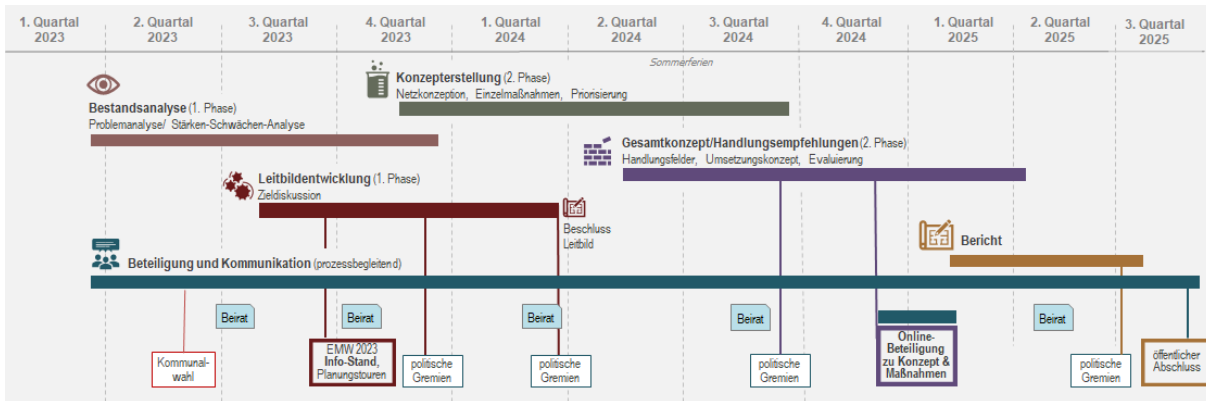 1. Quartal 2023
2. Quartal 2023
3. Quartal 2023
4. Quartal 2023
1. Quartal 2024
2. Quartal 2024
3. Quartal 2024
4. Quartal 2024
1. Quartal 2025
2. Quartal 2025
3. Quartal 2025
Sommerferien
Konzepterstellung (2. Phase)
Netzkonzeption, Einzelmaßnahmen, Priorisierung
Bestandsanalyse (1. Phase)
Problemanalyse/ Stärken-Schwächen-Analyse
Gesamtkonzept/Handlungsempfehlungen (2. Phase)
Handlungsfelder, Umsetzungskonzept, Evaluierung
Leitbildentwicklung (1. Phase)
Zieldiskussion
Beschluss
Leitbild
Bericht
Beteiligung und Kommunikation (prozessbegleitend)
Beirat
Beirat
Beirat
Beirat
Beirat
Kommunal-
wahl
EMW 2023
Info-Stand,
Planungstouren
politische
Gremien
politische
Gremien
politische
Gremien
Online-
Beteiligung
zu Konzept &
Maßnahmen
politische
Gremien
öffentlicher
Abschluss